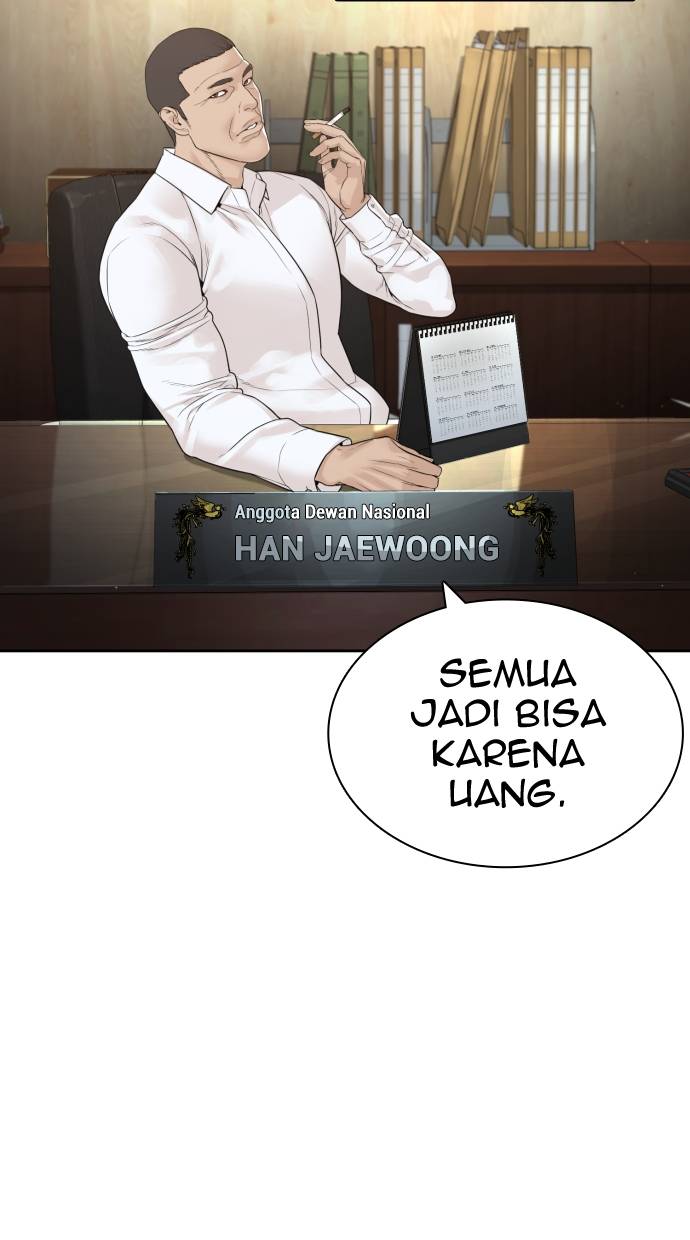 Anggota Dewan Nasional
HAN JAEWOONG
SEMUA
JADI BISA
KARENA
UANG.